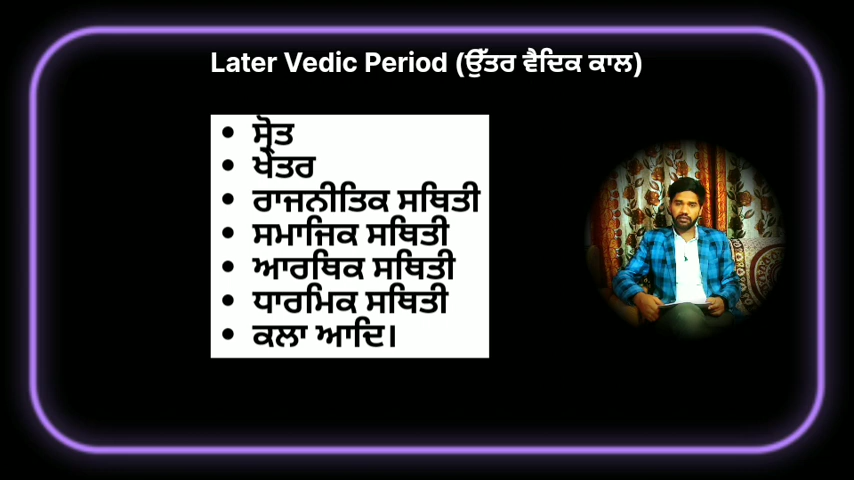 Later Vedic Period (ਉੱਤਰ ਵੈਦਿਕ ਕਾਲ)
• ਸ੍ਰੋਤ
• ਖੇਤਰ
• ਰਾਜਨੀਤਿਕ ਸਥਿਤੀ
• ਸਮਾਜਿਕ ਸਥਿਤੀ
• ਆਰਥਿਕ ਸਥਿਤੀ
• ਧਾਰਮਿਕ ਸਥਿਤੀ
• ਕਲਾ ਆਦਿ।